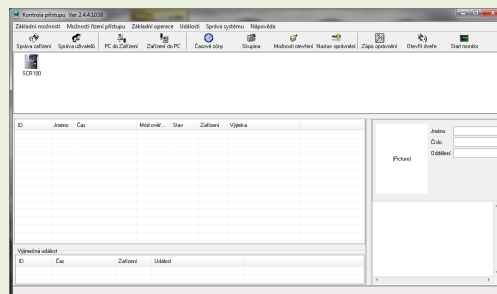 Kontrola přístupu Ver 2.4.4.1038
Základní možnosti Možnosti řízení přístupu Základní operace Události Správa systému Nápověda
Správa zařízení Správa uživatelů PC do Zařízení Zařízení do PC Časové zóny Skupina Možnosti otevření Nastav oprávnění Zápis oprávnění Otevřít dveře Start monitor
SCR100
ID Jméno Čas Mód ověř... Stav Zařízení Výjimka
Jméno
(Picture) Číslo
Oddělení
Výjimečná událost
ID Čas Zařízení Událost